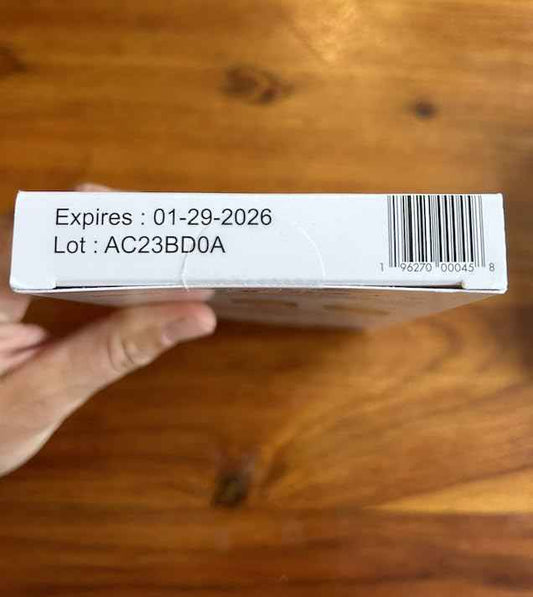 Expires : 01-29-2026
Lot : AC23BD0A
1 96270 00045 8